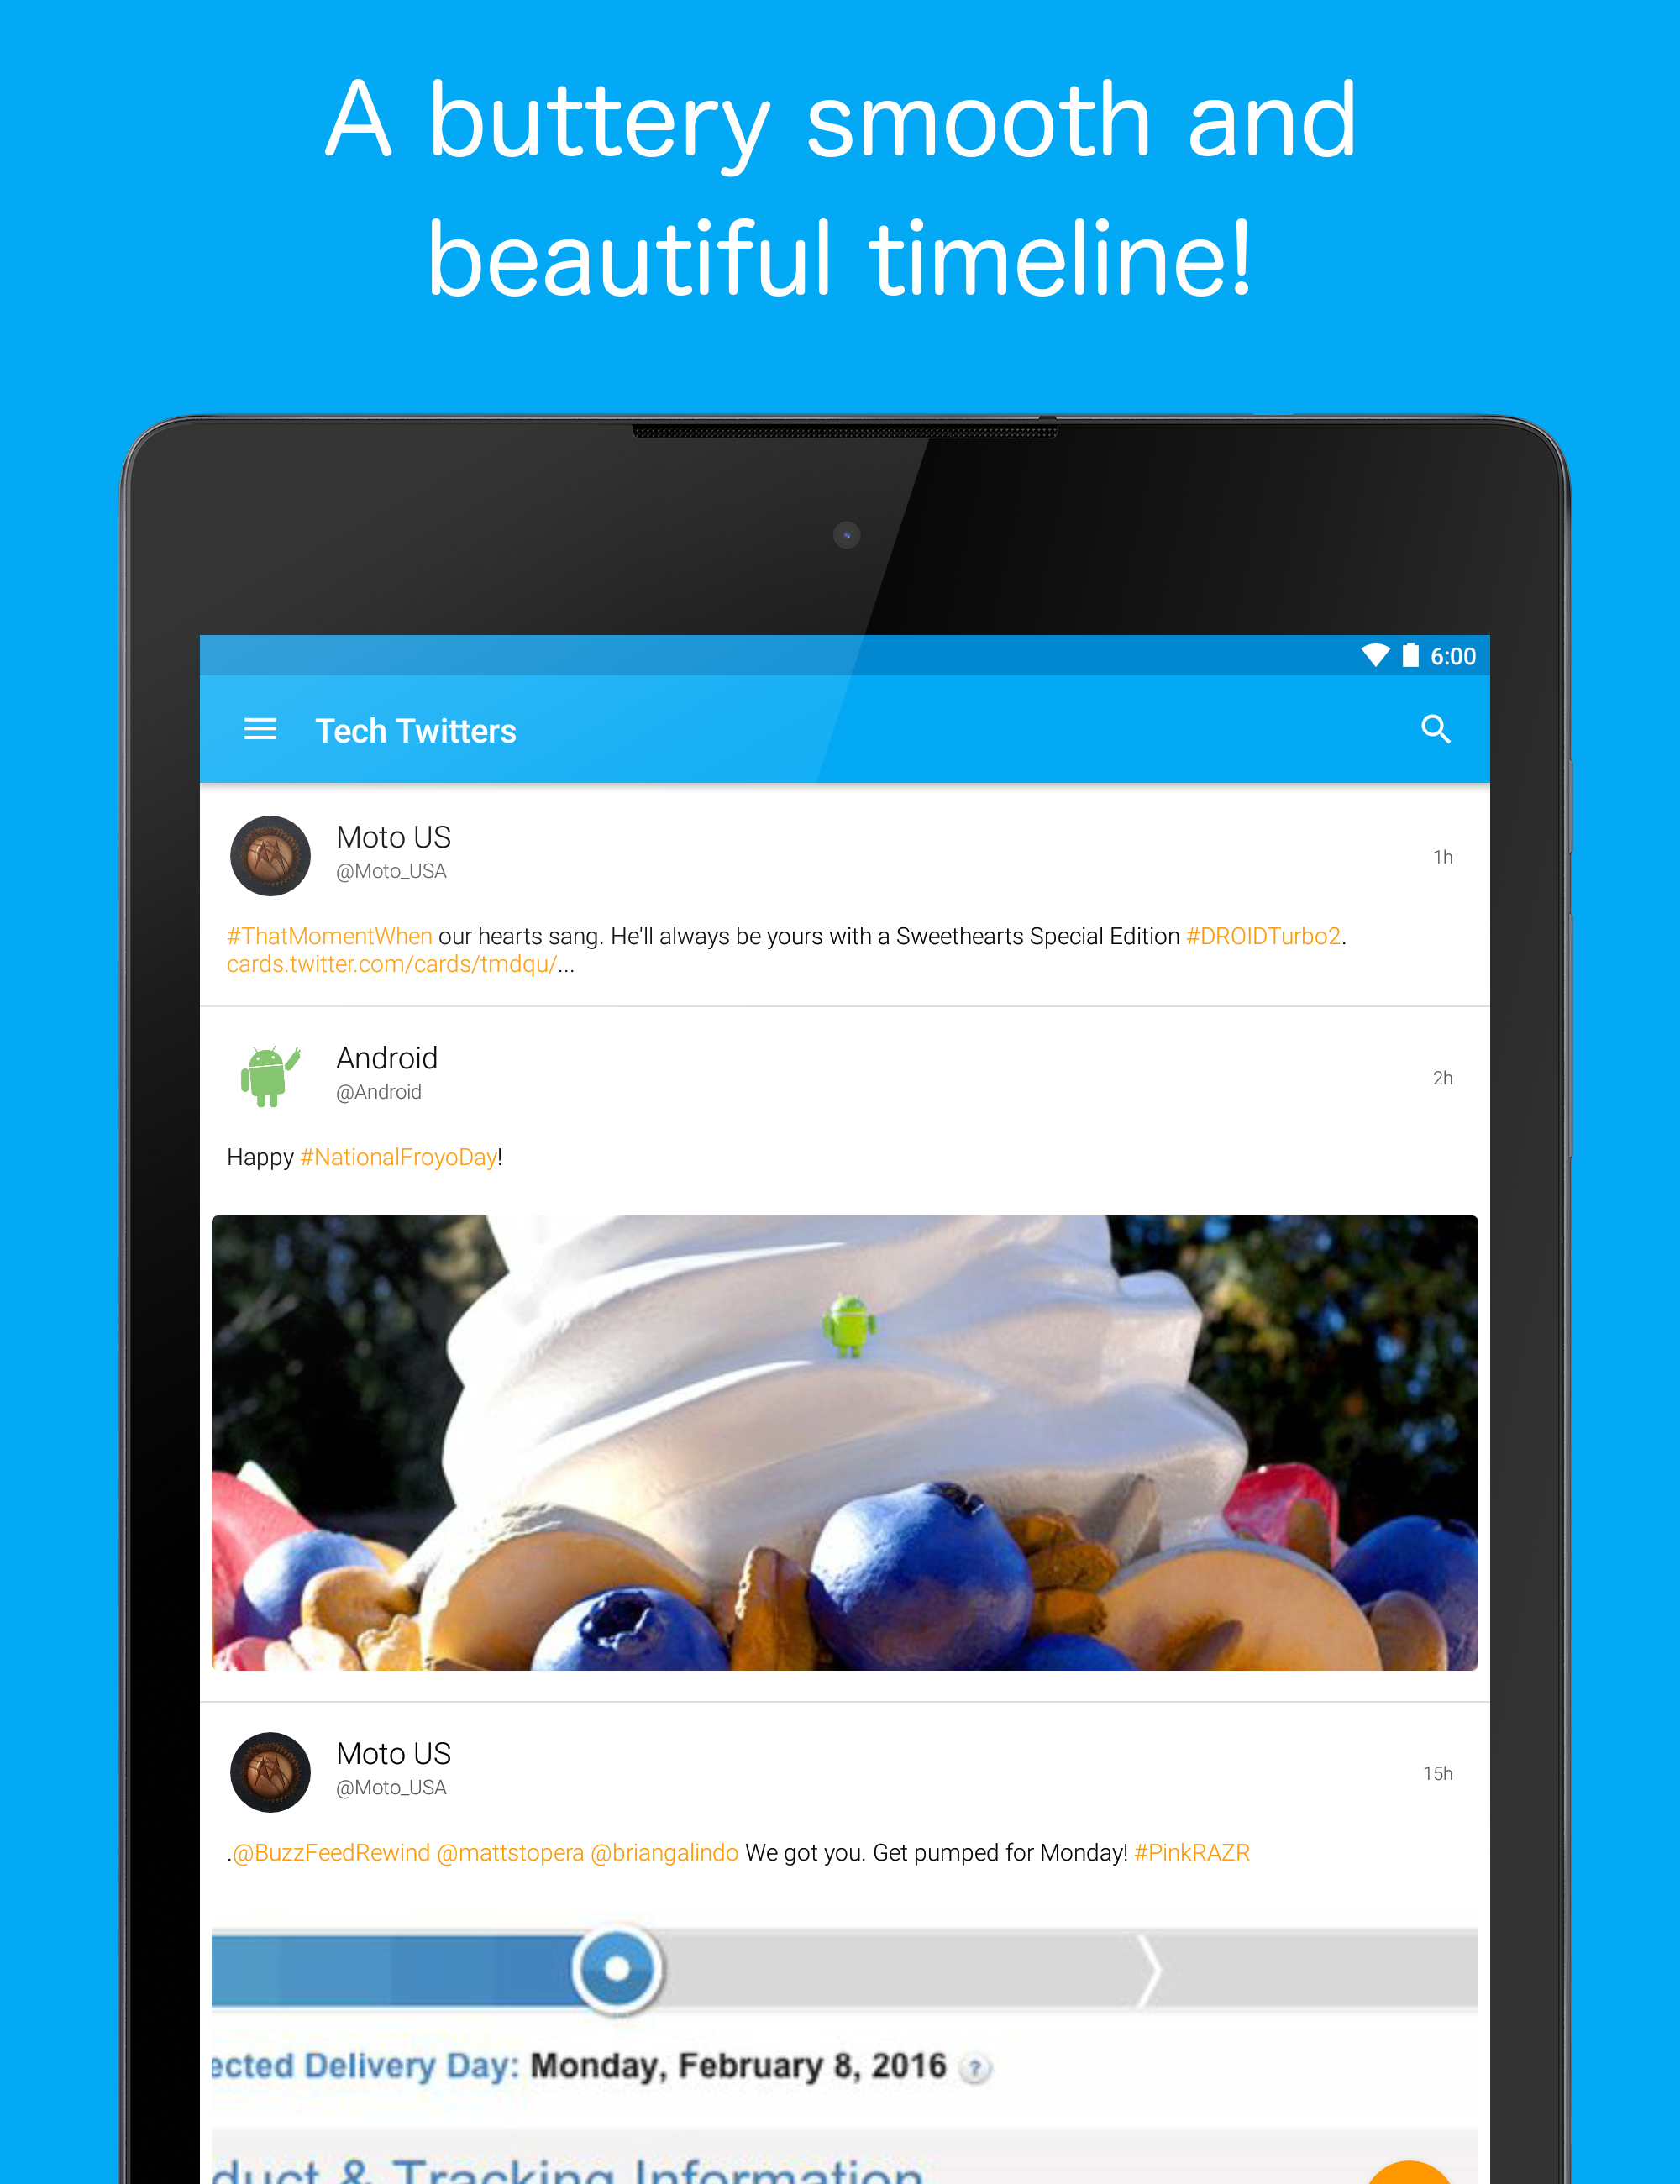 A buttery smooth and
beautiful timeline!
6:00
Tech Twitters
Moto US
@Moto_USA
1h
#ThatMomentWhen our hearts sang. He'll always be yours with a Sweethearts Special Edition #DROIDTurbo2.
cards.twitter.com/cards/tmdqu/...
Android
@Android
2h
Happy #NationalFroyoDay!
Moto US
@Moto_USA
15h
.@BuzzFeedRewind @mattstopera @briangalindo We got you. Get pumped for Monday! #PinkRAZR
ected Delivery Day: Monday, February 8, 2016 ?
duct & Tracking Information